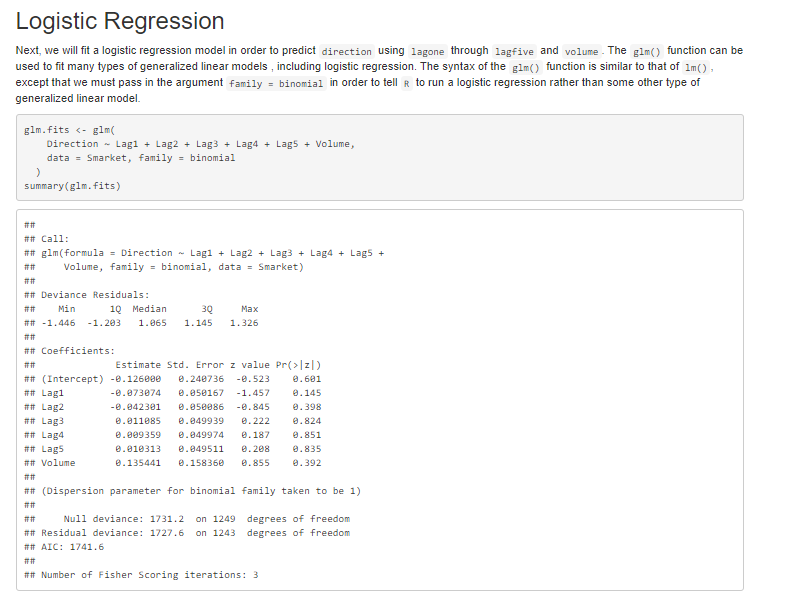 Logistic Regression
Next, we will fit a logistic regression model in order to predict direction using lagone through lagfive and volume. The glm() function can be
used to fit many types of generalized linear models , including logistic regression. The syntax of the glm() function is similar to that of lm() ,
except that we must pass in the argument family = binomial in order to tell R to run a logistic regression rather than some other type of
generalized linear model.
glm.fits <- glm(
    Direction ~ Lag1 + Lag2 + Lag3 + Lag4 + Lag5 + Volume,
    data = Smarket, family = binomial
  )
summary(glm.fits)
##
## Call:
## glm(formula = Direction ~ Lag1 + Lag2 + Lag3 + Lag4 + Lag5 +
##     Volume, family = binomial, data = Smarket)
##
## Deviance Residuals:
##    Min      1Q  Median      3Q     Max
## -1.446  -1.203   1.065   1.145   1.326
##
## Coefficients:
##              Estimate Std. Error z value Pr(>|z|)
## (Intercept) -0.126000   0.240736  -0.523    0.601
## Lag1        -0.073074   0.050167  -1.457    0.145
## Lag2        -0.042301   0.050086  -0.845    0.398
## Lag3         0.011085   0.049939   0.222    0.824
## Lag4         0.009359   0.049974   0.187    0.851
## Lag5         0.010313   0.049511   0.208    0.835
## Volume       0.135441   0.158360   0.855    0.392
##
## (Dispersion parameter for binomial family taken to be 1)
##
##     Null deviance: 1731.2  on 1249  degrees of freedom
## Residual deviance: 1727.6  on 1243  degrees of freedom
## AIC: 1741.6
##
## Number of Fisher Scoring iterations: 3